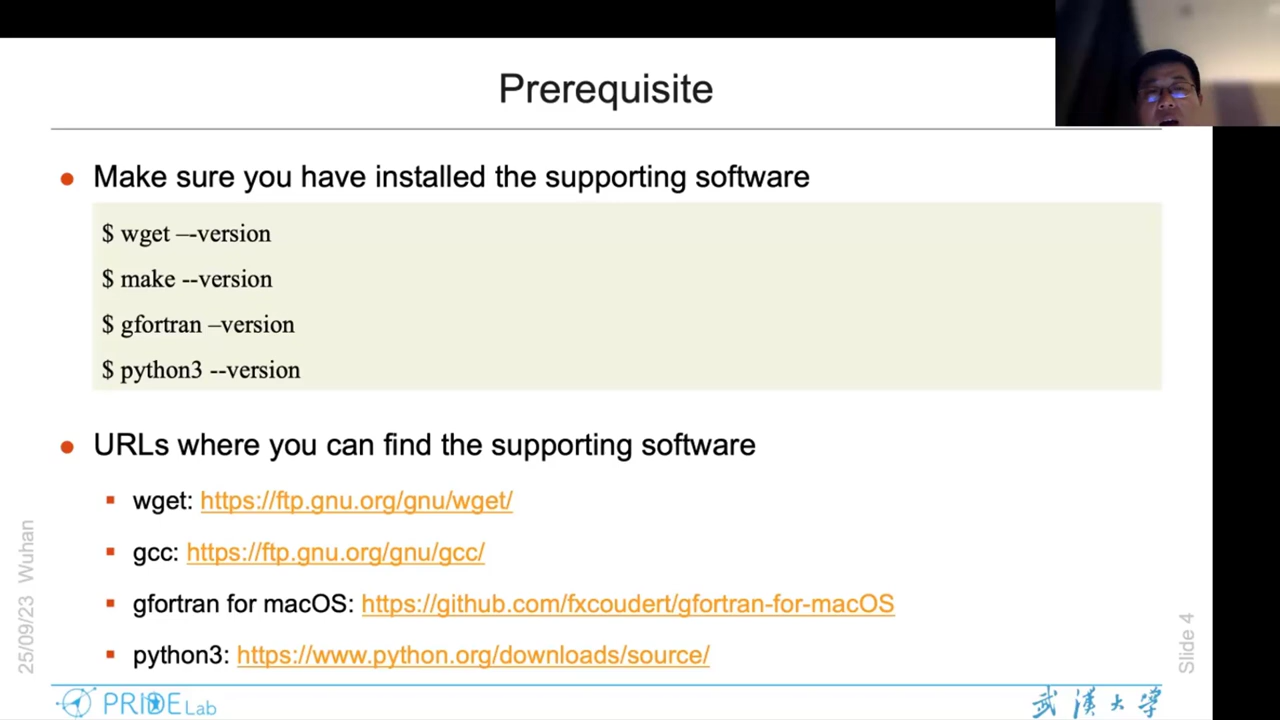 Prerequisite
Make sure you have installed the supporting software
$ wget –-version
$ make --version
$ gfortran –version
$ python3 --version
URLs where you can find the supporting software
wget: https://ftp.gnu.org/gnu/wget/
gcc: https://ftp.gnu.org/gnu/gcc/
gfortran for macOS: https://github.com/fxcoudert/gfortran-for-macOS
python3: https://www.python.org/downloads/source/
25/09/23 Wuhan
Slide 4
PRIDE Lab
武漢大学